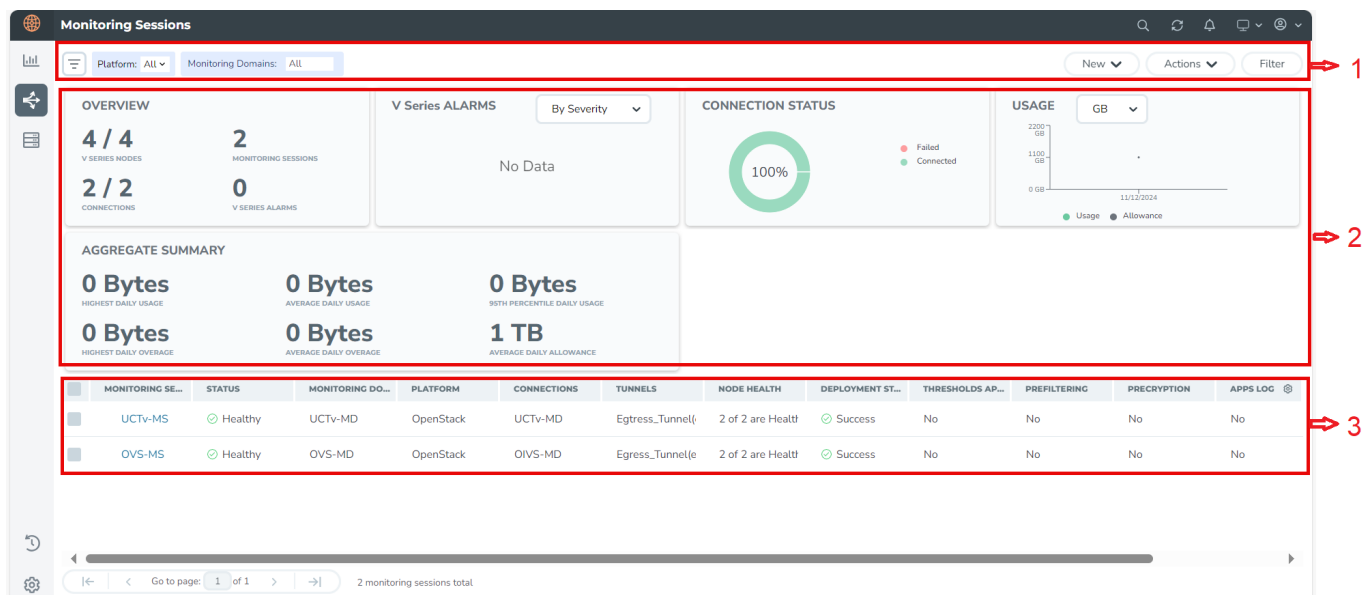 Monitoring Sessions
Platform: All Monitoring Domains: All New Actions Filter
1
OVERVIEW
4 / 4
V SERIES NODES
2
MONITORING SESSIONS
2 / 2
CONNECTIONS
0
V SERIES ALARMS
V Series ALARMS By Severity
No Data
CONNECTION STATUS
100%
Failed
Connected
USAGE GB
2200 GB
1100 GB
0 GB
11/12/2024
Usage Allowance
2
AGGREGATE SUMMARY
0 Bytes
HIGHEST DAILY USAGE
0 Bytes
AVERAGE DAILY USAGE
0 Bytes
95TH PERCENTILE DAILY USAGE
0 Bytes
HIGHEST DAILY OVERAGE
0 Bytes
AVERAGE DAILY OVERAGE
1 TB
AVERAGE DAILY ALLOWANCE
MONITORING SE... STATUS MONITORING DO... PLATFORM CONNECTIONS TUNNELS NODE HEALTH DEPLOYMENT ST... THRESHOLDS AP... PREFILTERING PRECRYPTION APPS LOG
UCTv-MS Healthy UCTv-MD OpenStack UCTv-MD Egtress_Tunnel( 2 of 2 are Health Success No No No No
3
OVS-MS Healthy OVS-MD OpenStack OIVS-MD Egress_Tunnel(e 2 of 2 are Health Success No No No No
Go to page: 1 of 1 2 monitoring sessions total